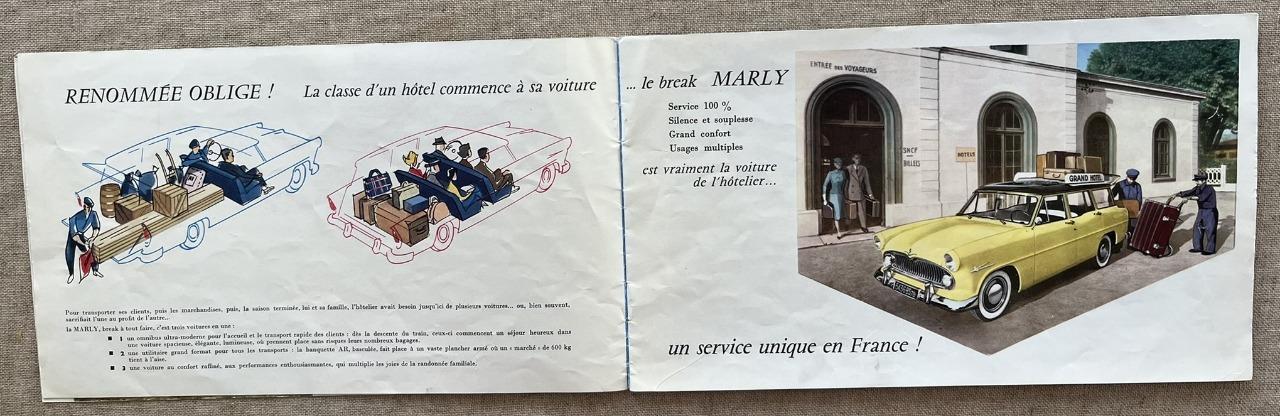 RENOMMÉE OBLIGE ! La classe d'un hôtel commence à sa voiture
Pour transporter ses clients, puis les marchandises, puis, la saison terminée, lui et sa famille, l'hôtelier avait besoin jusqu'ici de plusieurs voitures... ou, bien souvent,
sacrifiait l'une au profit de l'autre...
la MARLY, break à tout faire, c'est trois voitures en une :
■ 1 un omnibus ultra-moderne pour l'accueil et le transport rapide des clients : dès la descente du train, ceux-ci commencent un séjour heureux dans
une voiture spacieuse, élégante, lumineuse, où prennent place sans risques leurs nombreux bagages.
■ 2 une utilitaire grand format pour tous les transports : la banquette AR, basculée, fait place à un vaste plancher armé où un « marché » de 600 kg
tient à l'aise.
■ 3 une voiture au confort raffiné, aux performances enthousiasmantes, qui multiplie les joies de la randonnée familiale.
... le break MARLY
Service 100 %
Silence et souplesse
Grand confort
Usages multiples
est vraiment la voiture
de l'hôtelier...
ENTRÉE DES VOYAGEURS
SNCF
BILLETS
HOTELS
GRAND HOTEL
un service unique en France !